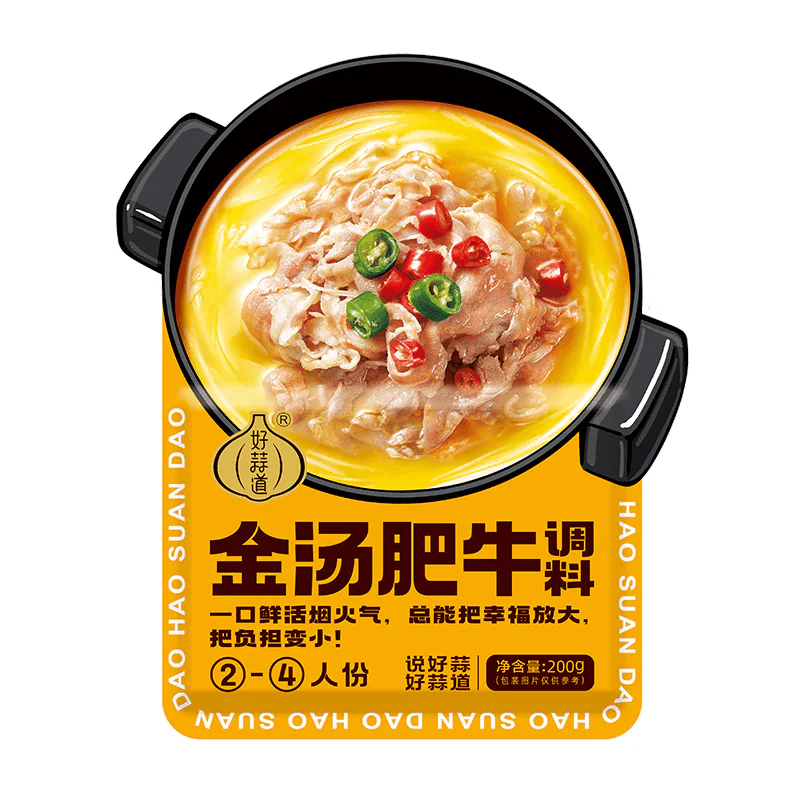 好蒜道
®
金汤肥牛调料
一口鲜活烟火气，总能把幸福放大，
把负担变小！
②-④人份
说好蒜
好蒜道
净含量:200g
(包装图片仅供参考)
DAO HAO SUAN DAO
HAO SUAN DAO HAO SUAN DAO HAO SUAN
HAO SUAN DAO